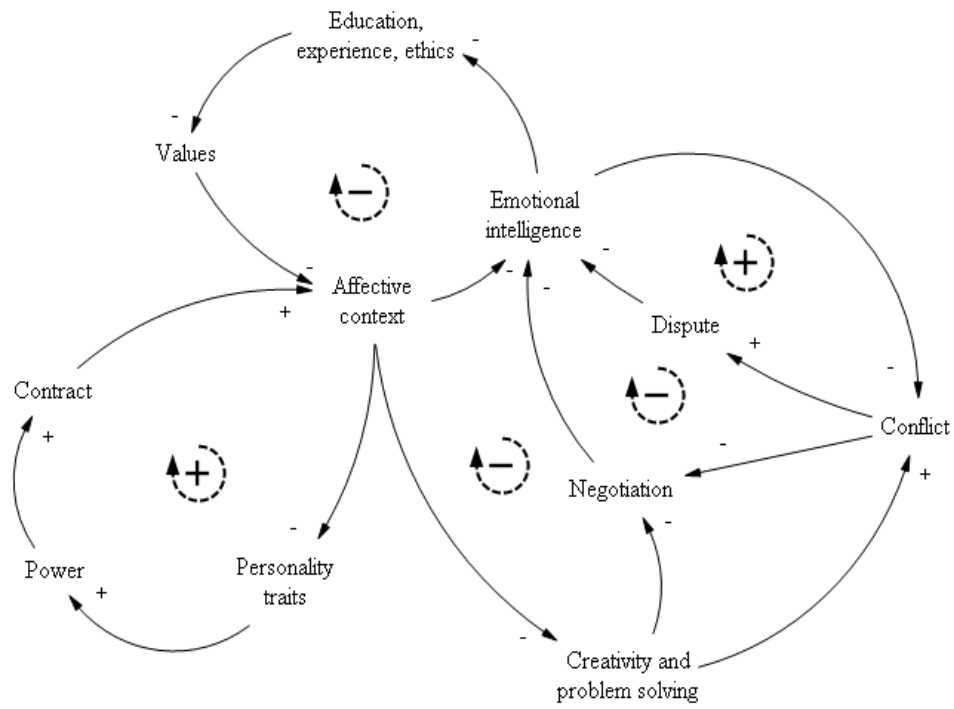 Education,
experience, ethics
-
-
Values
-
Emotional
intelligence
-
-
-
-
+
Affective
context
+
Dispute
+
-
-
Contract
+
+
-
-
Conflict
+
-
Negotiation
-
-
Power
+
Personality
traits
-
Creativity and
problem solving